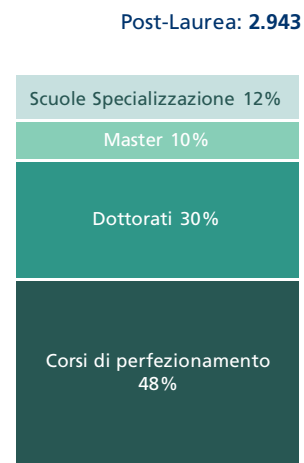 Post-Laurea: 2.943
Scuole Specializzazione 12%
Master 10%
Dottorati 30%
Corsi di perfezionamento
48%